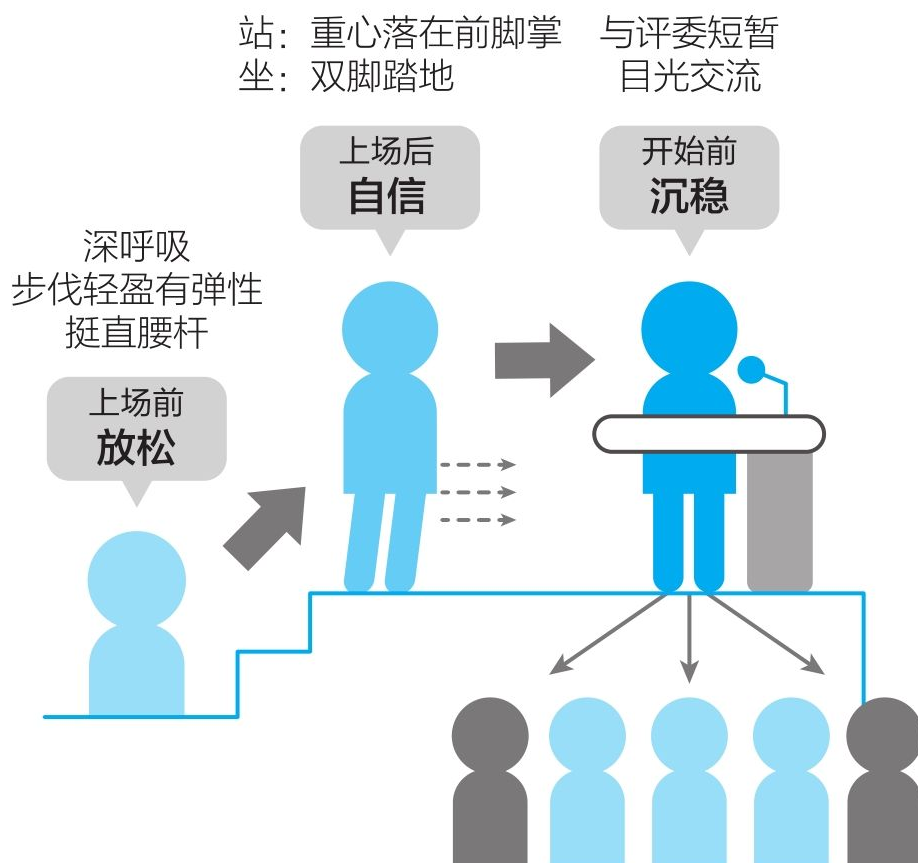 站：重心落在前脚掌
坐：双脚踏地
与评委短暂
目光交流
上场后
自信
开始前
沉稳
深呼吸
步伐轻盈有弹性
挺直腰杆
上场前
放松